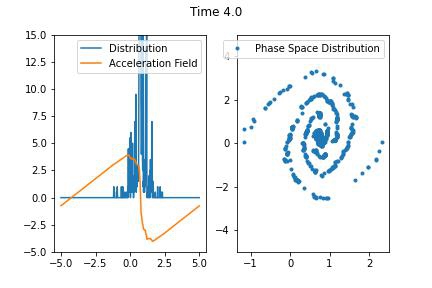 Time 4.0
15.0
12.5
10.0
7.5
5.0
2.5
0.0
−2.5
−5.0
Distribution
Acceleration Field
−5.0 −2.5 0.0 2.5 5.0
4
2
0
−2
−4
Phase Space Distribution
−1 0 1 2